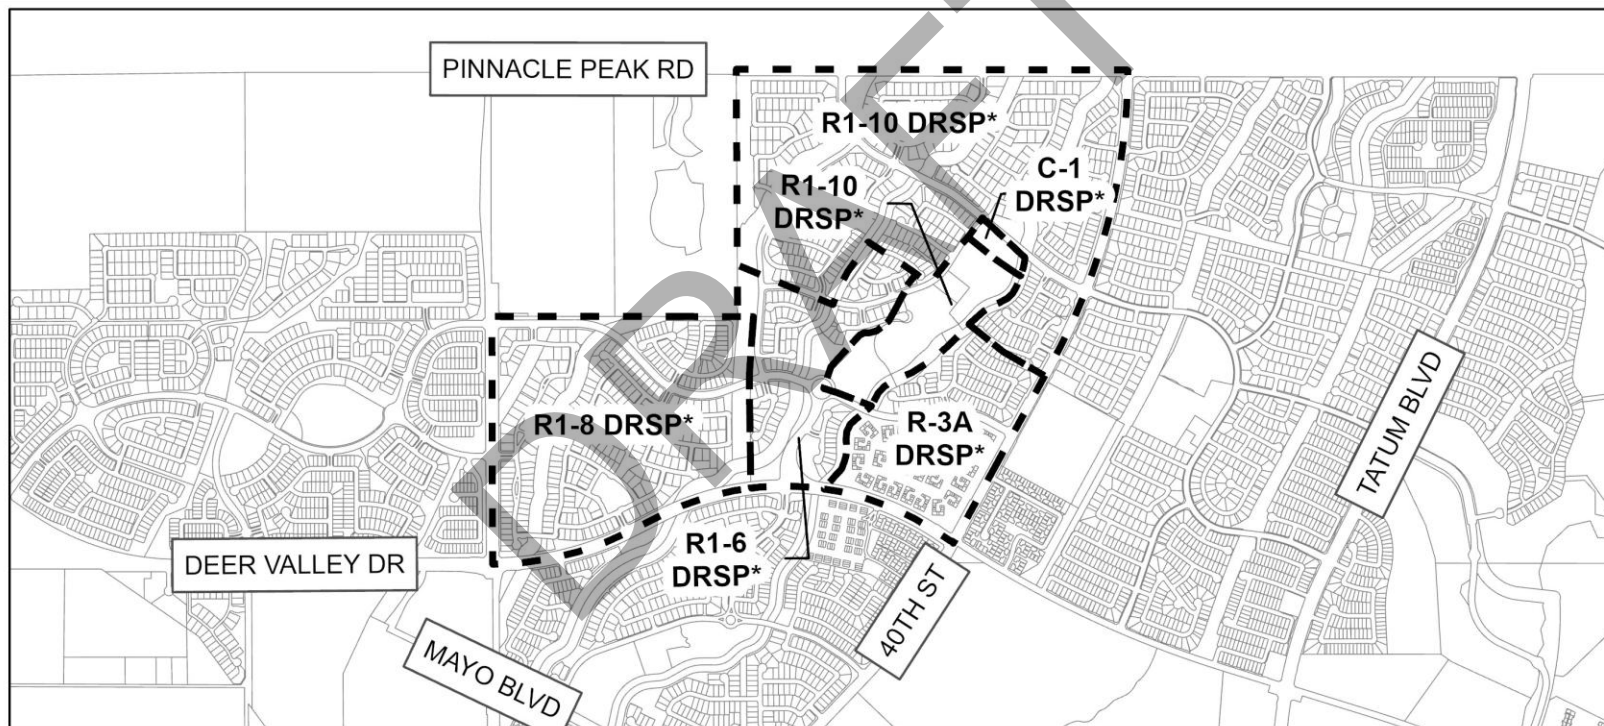 PINNACLE PEAK RD
R1-10 DRSP*
C-1
DRSP*
R1-10
DRSP*
R1-8 DRSP*
R-3A
DRSP*
TATUM BLVD
R1-6
DRSP*
DEER VALLEY DR
40TH ST
MAYO BLVD
DRAFT